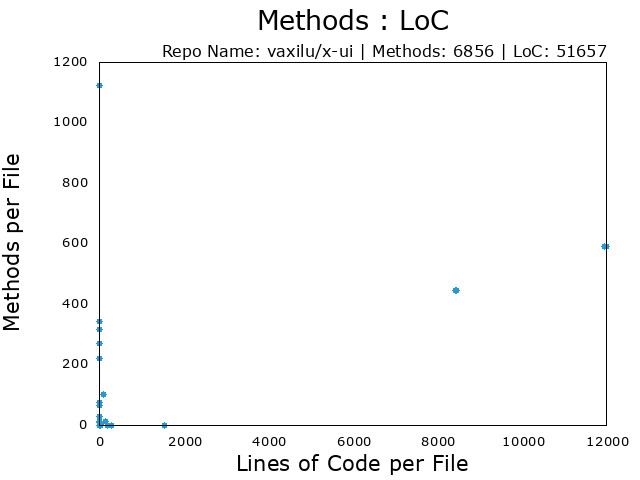 Methods : LoC
Repo Name: vaxilu/x-ui | Methods: 6856 | LoC: 51657
1200
1000
800
600
400
200
0
Methods per File
0 2000 4000 6000 8000 10000 12000
Lines of Code per File